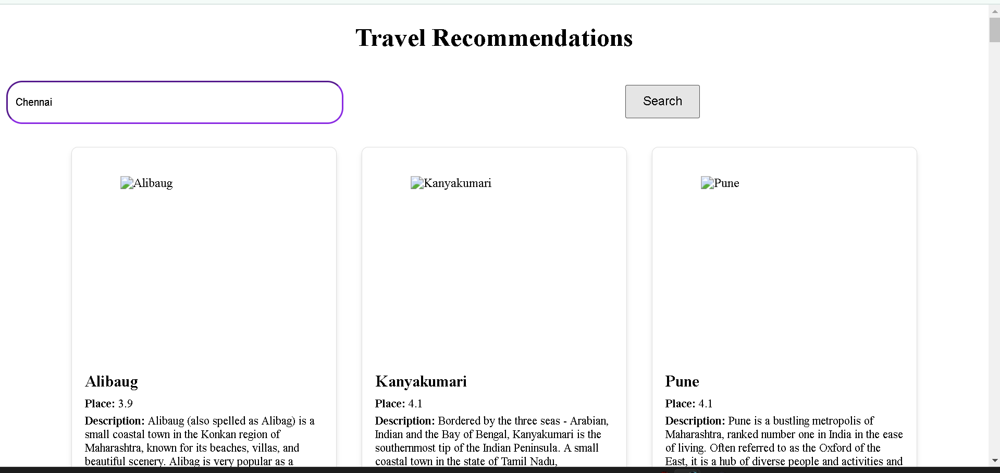 Travel Recommendations
Chennai
Search
Alibaug
Kanyakumari
Pune
Alibaug
Place: 3.9
Description: Alibaug (also spelled as Alibag) is a
small coastal town in the Konkan region of
Maharashtra, known for its beaches, villas, and
beautiful scenery. Alibag is very popular as a
Kanyakumari
Place: 4.1
Description: Bordered by the three seas - Arabian,
Indian and the Bay of Bengal, Kanyakumari is the
southernmost tip of the Indian Peninsula. A small
coastal town in the state of Tamil Nadu,
Pune
Place: 4.1
Description: Pune is a bustling metropolis of
Maharashtra, ranked number one in India in the ease
of living. Often referred to as the Oxford of the
East, it is a hub of diverse people and activities and